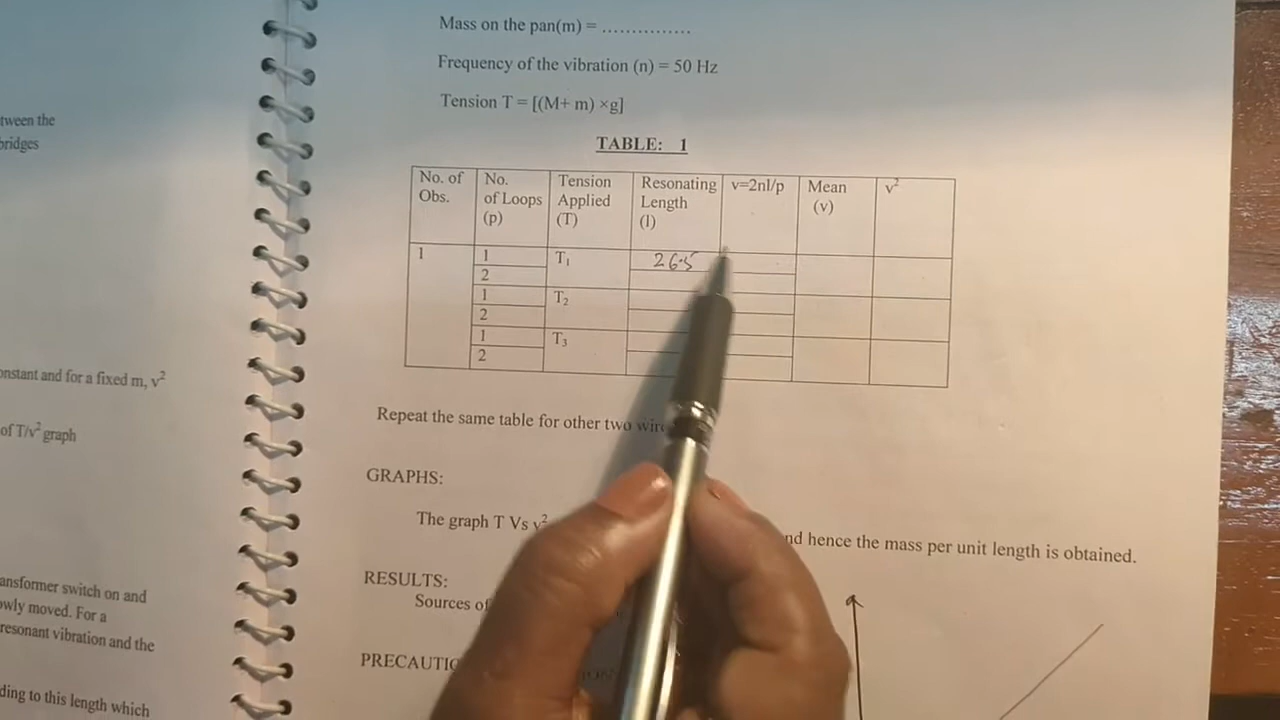 Mass on the pan(m) = ...............
Frequency of the vibration (n) = 50 Hz
Tension T = [(M+ m) ×g]
tween the
bridges
TABLE: 1
No. of Obs. | No. of Loops (p) | Tension Applied (T) | Resonating Length (l) | v=2nl/p | Mean (v) | v²
1 | 1 | T₁ | 26.5
2
1 | T₂
2
1 | T₃
2
onstant and for a fixed m, v²
of T/v² graph
Repeat the same table for other two
GRAPHS:
The graph T Vs v² nd hence the mass per unit length is obtained.
RESULTS:
Sources of
PRECAUTIO
ansformer switch on and
owly moved. For a
resonant vibration and the
ding to this length which